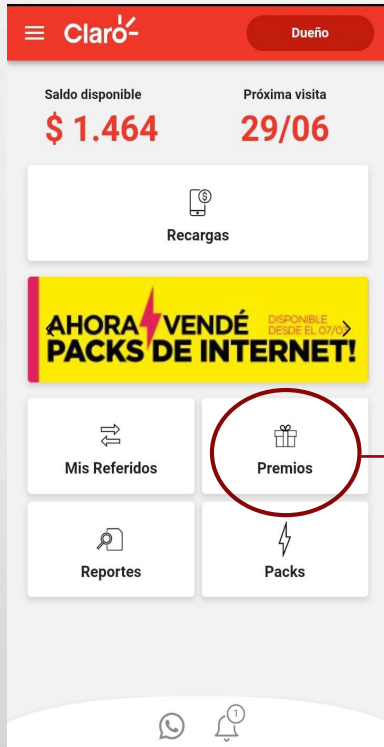 Claro-
Dueño
Saldo disponible
Próxima visita
$ 1.464
29/06
Recargas
AHORA VENDÉ
DISPONIBLE
DESDE EL 07/03
PACKS DE INTERNET!
Mis Referidos
Premios
Reportes
Packs
1